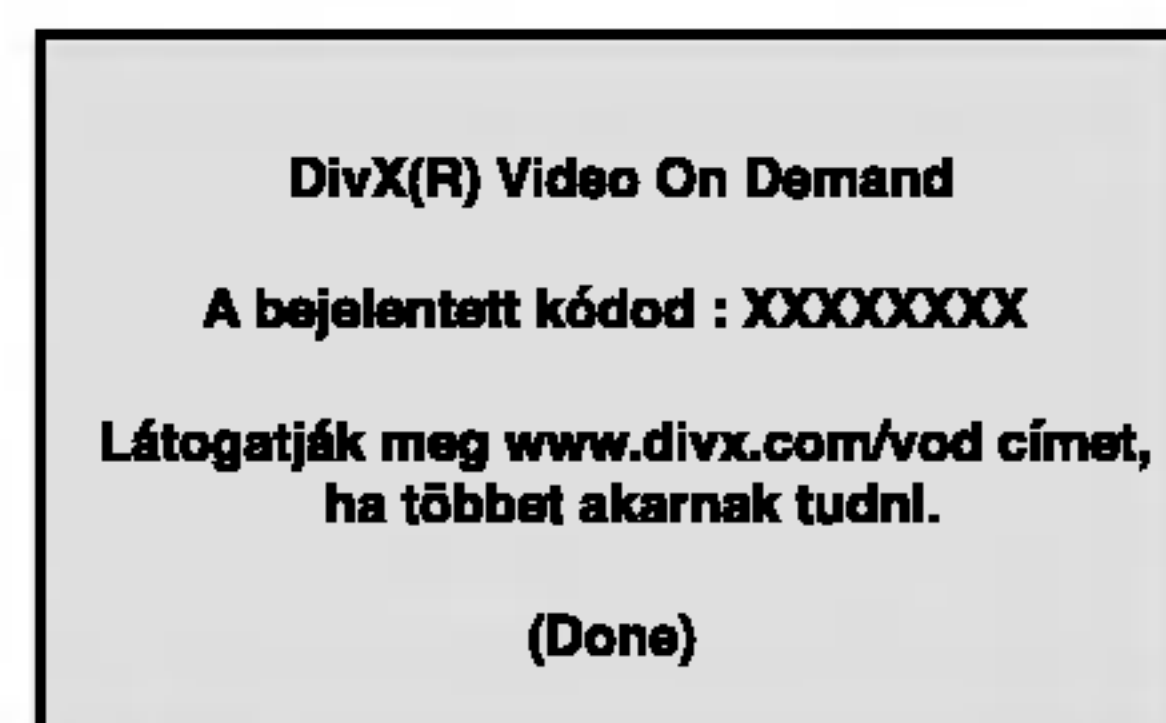 DivX(R) Video On Demand
A bejelentett kódod : XXXXXXXX
Látogatják meg www.divx.com/vod címet,
ha többet akarnak tudni.
(Done)